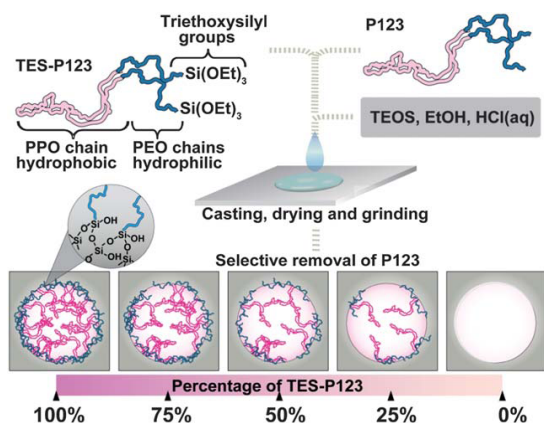 Triethoxysilyl
groups
P123
TES-P123
Si(OEt)3
Si(OEt)3
TEOS, EtOH, HCl(aq)
PPO chain
hydrophobic
PEO chains
hydrophilic
Casting, drying and grinding
Si OH
O O
Si OH
Si O Si
O
OH Si
Selective removal of P123
Percentage of TES-P123
100% 75% 50% 25% 0%